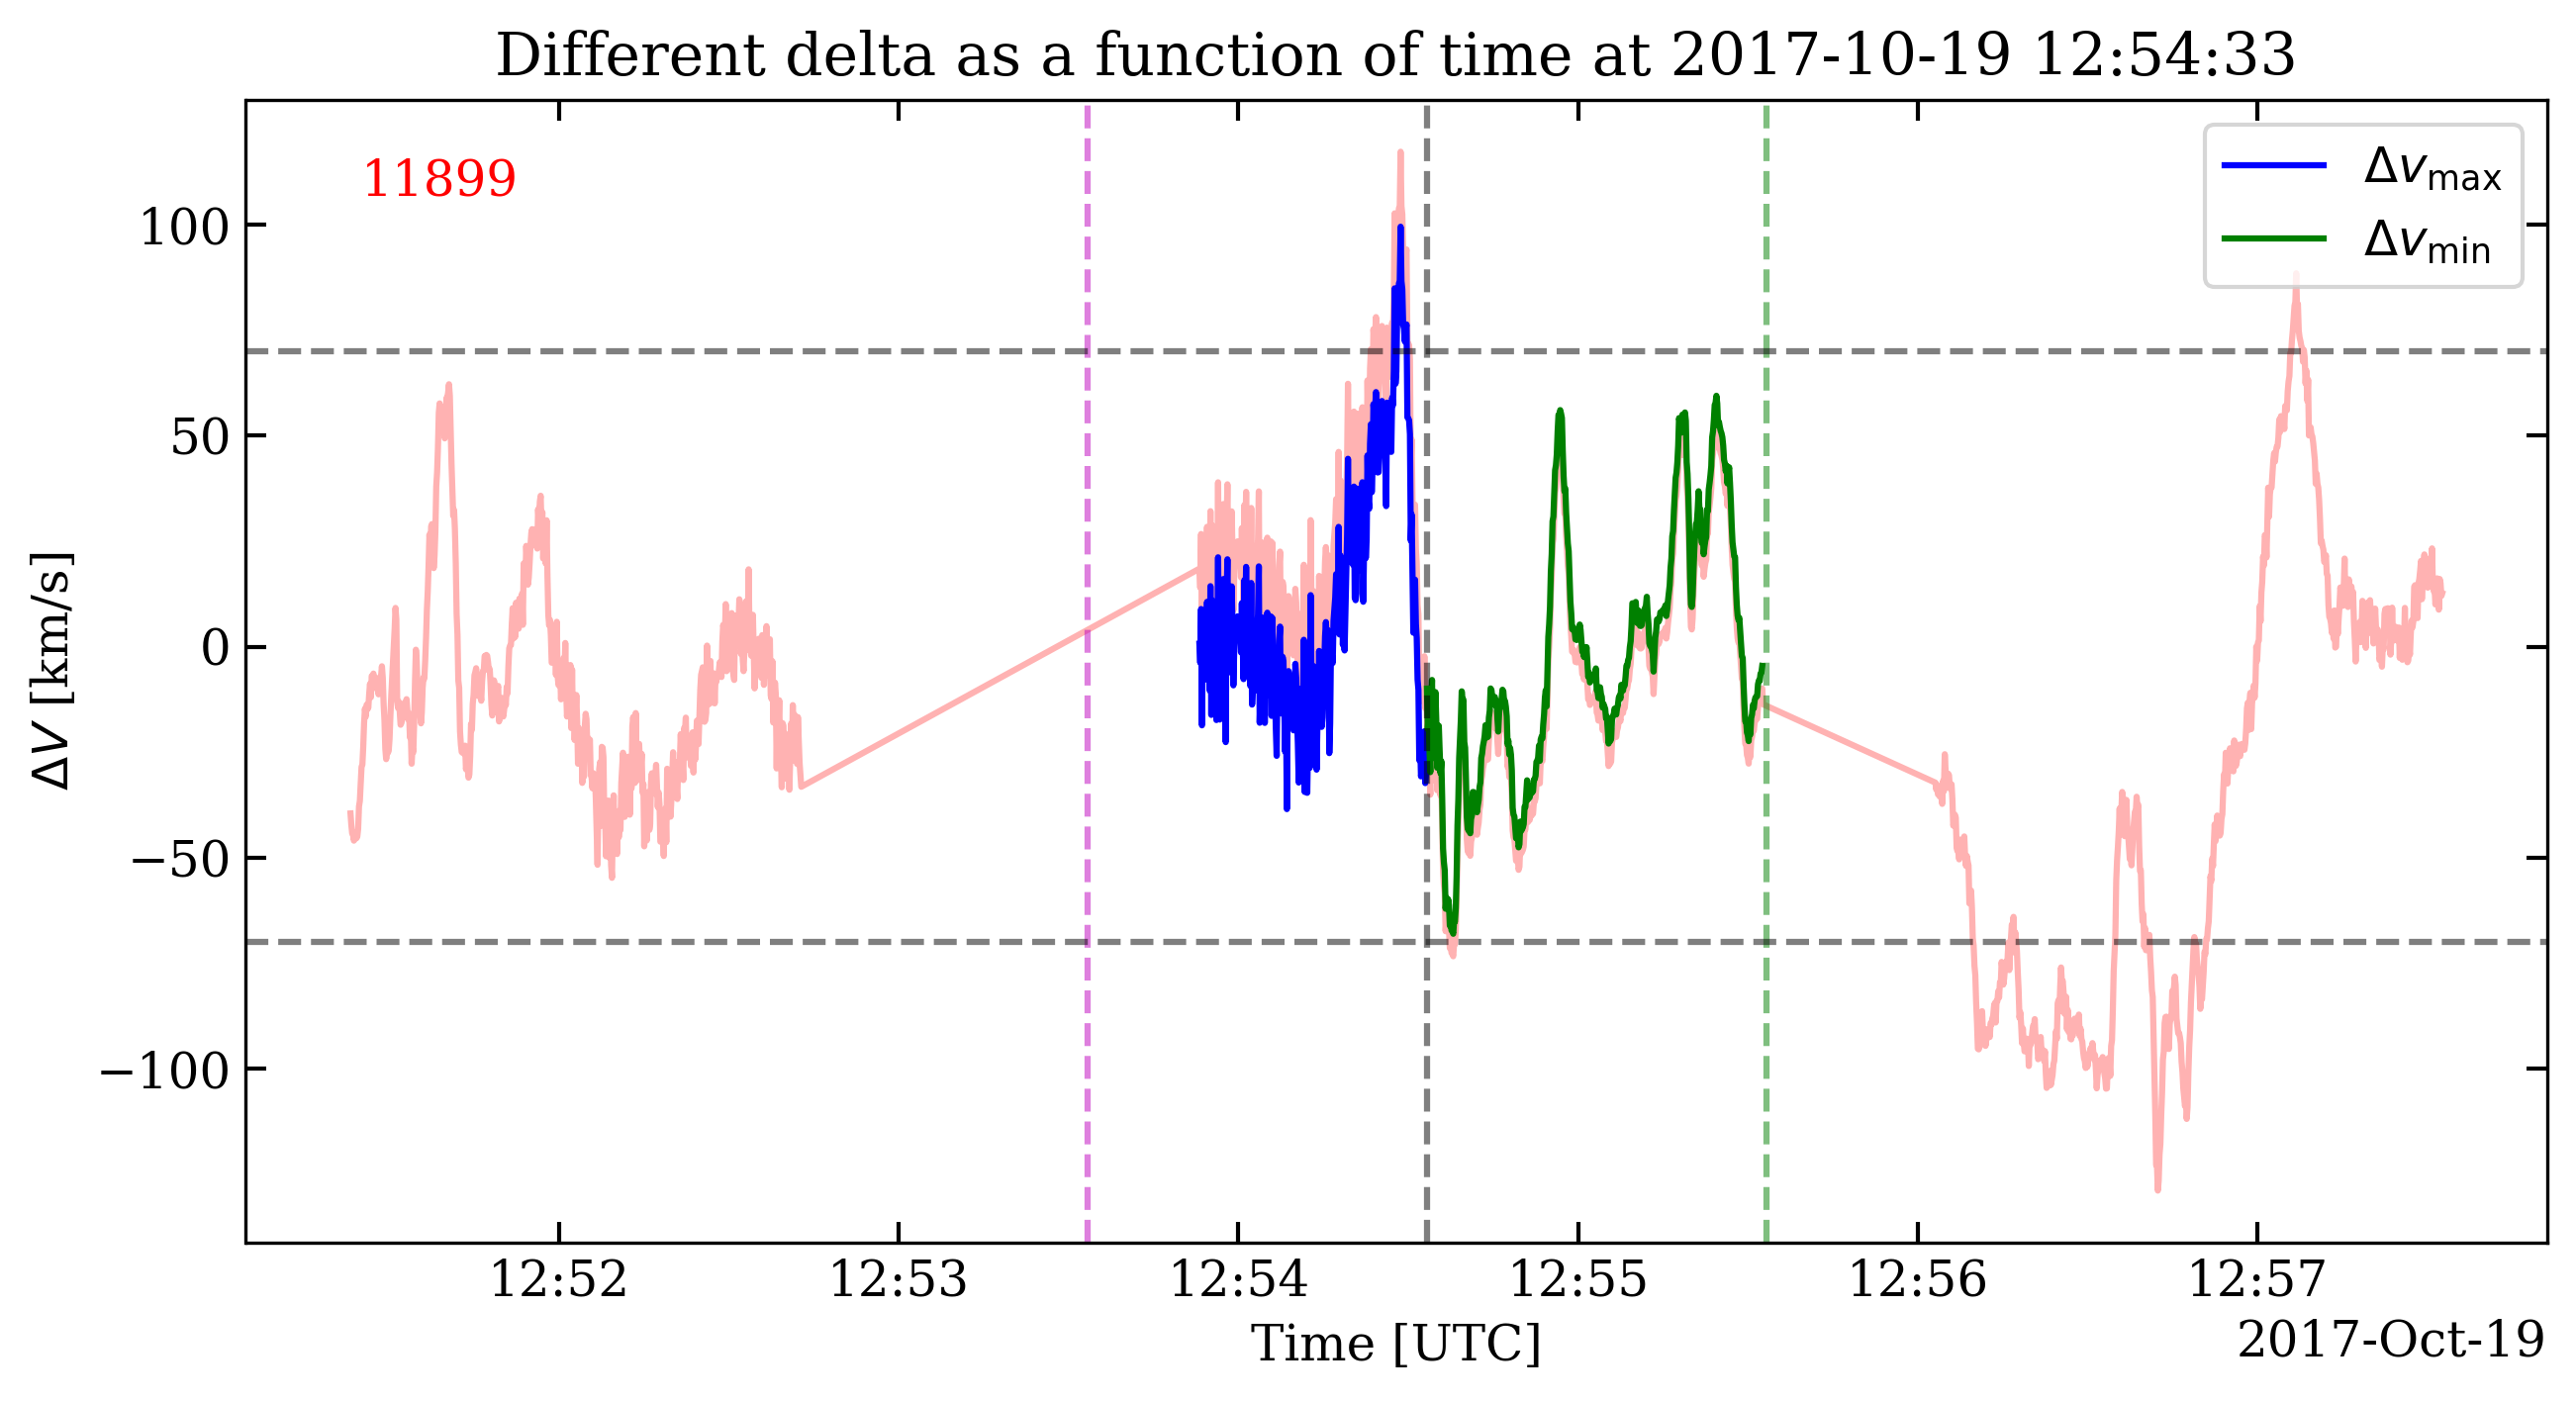 Different delta as a function of time at 2017-10-19 12:54:33
11899
Δv_max
Δv_min
100
50
0
−50
−100
ΔV [km/s]
12:52 12:53 12:54 12:55 12:56 12:57
Time [UTC]
2017-Oct-19